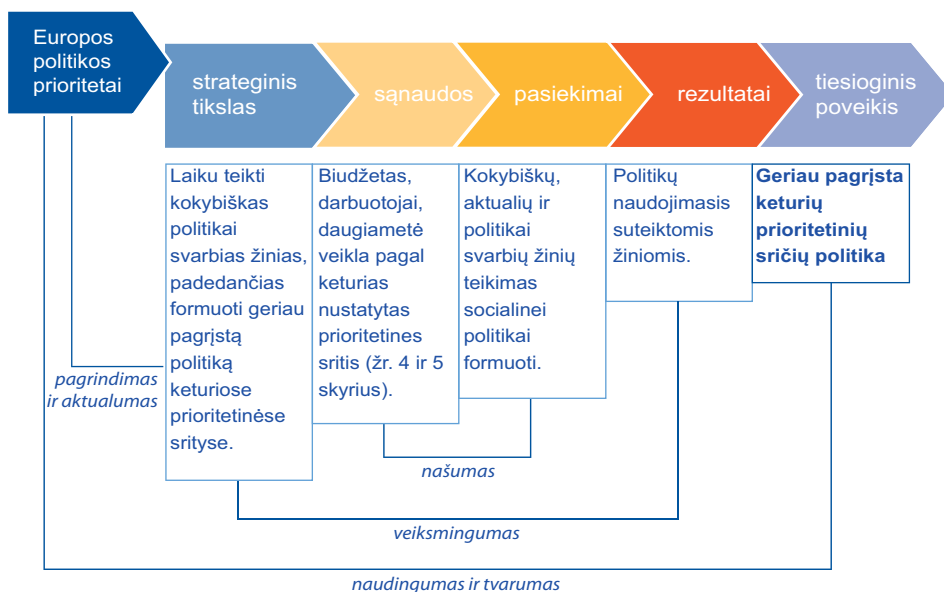 Europos
politikos
prioritetai
strateginis
tikslas
sąnaudos
pasiekimai
rezultatai
tiesioginis
poveikis
Laiku teikti
kokybiškas
politikai
svarbias žinias,
padedančias
formuoti geriau
pagrįstą
politiką
keturiose
prioritetinėse
srityse.
Biudžetas,
darbuotojai,
daugiametė
veikla pagal
keturias
nustatytas
prioritetines
sritis (žr. 4 ir 5
skyrius).
Kokybiškų,
aktualių ir
politikai
svarbių žinių
teikimas
socialinei
politikai
formuoti.
Politikų
naudojimasis
suteiktomis
žiniomis.
Geriau pagrįsta
keturių
prioritetinių
sričių politika
pagrindimas
ir aktualumas
našumas
veiksmingumas
naudingumas ir tvarumas